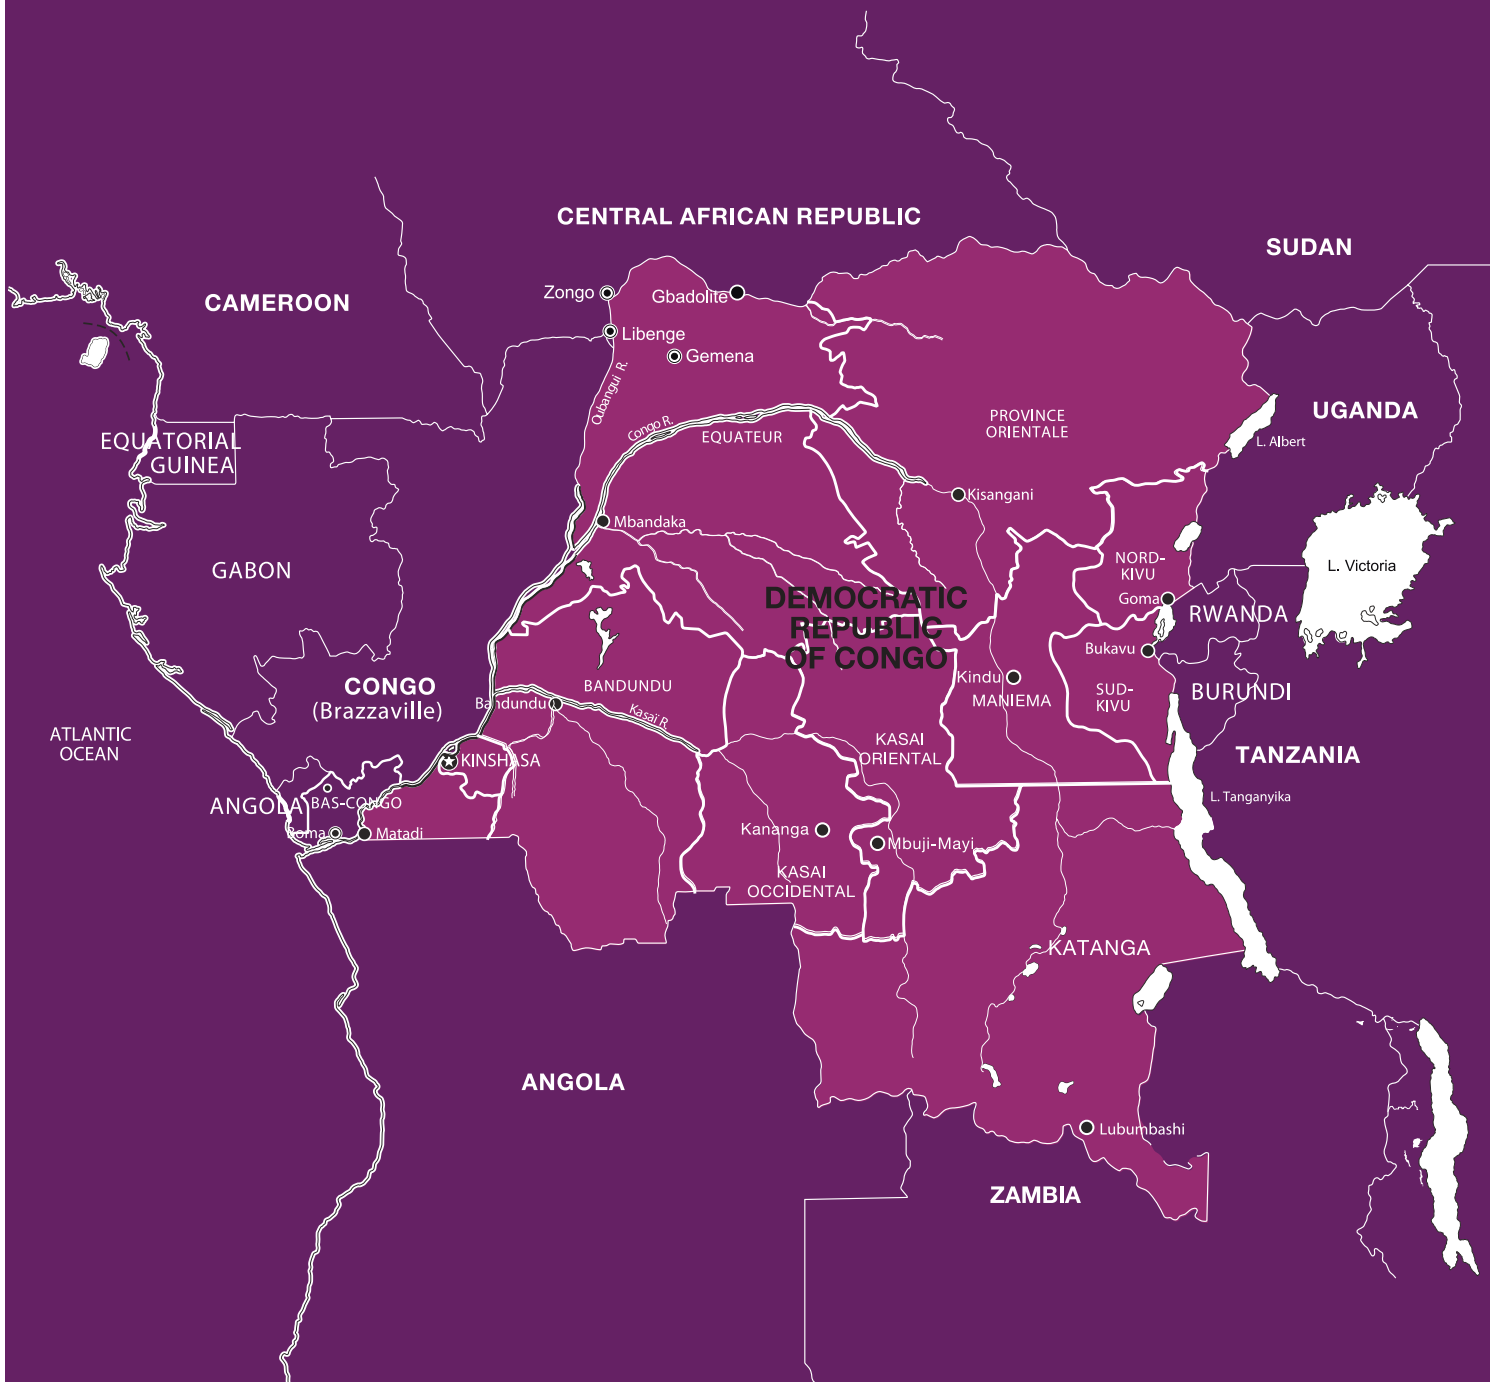 CENTRAL AFRICAN REPUBLIC
SUDAN
CAMEROON
Zongo
Gbadolite
Libenge
Gemena
Oubangui R.
Congo R.
EQUATEUR
PROVINCE
ORIENTALE
UGANDA
L. Albert
EQUATORIAL
GUINEA
Kisangani
Mbandaka
GABON
NORD-
KIVU
L. Victoria
Goma
DEMOCRATIC
REPUBLIC
OF CONGO
RWANDA
Bukavu
Kindu
MANIEMA
SUD-
KIVU
BURUNDI
CONGO
(Brazzaville)
BANDUNDU
Bandundu
Kasai R.
ATLANTIC
OCEAN
KASAI
ORIENTAL
TANZANIA
KINSHASA
L. Tanganyika
ANGOLA
BAS-CONGO
Boma
Matadi
Kananga
Mbuji-Mayi
KASAI
OCCIDENTAL
KATANGA
ANGOLA
Lubumbashi
ZAMBIA